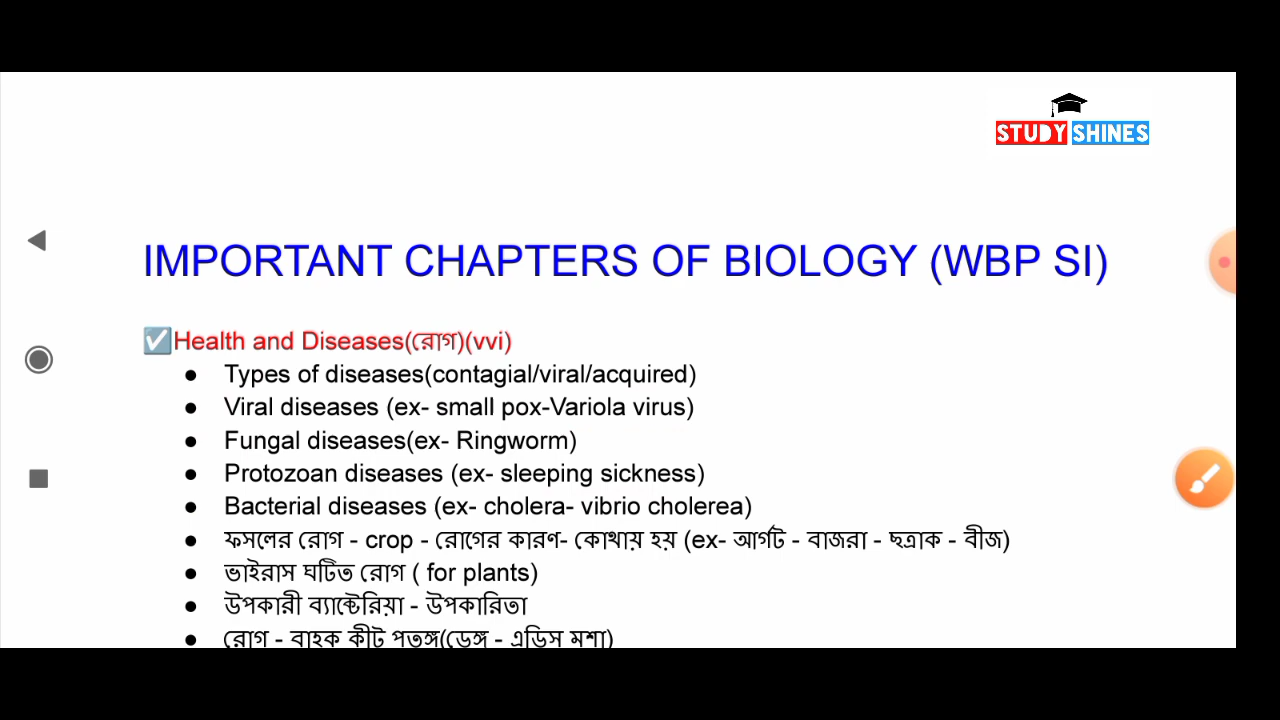 STUDY SHINES
IMPORTANT CHAPTERS OF BIOLOGY (WBP SI)
☑Health and Diseases(রোগ)(vvi)
● Types of diseases(contagial/viral/acquired)
● Viral diseases (ex- small pox-Variola virus)
● Fungal diseases(ex- Ringworm)
● Protozoan diseases (ex- sleeping sickness)
● Bacterial diseases (ex- cholera- vibrio cholerea)
● ফসলের রোগ - crop - রোগের কারণ- কোথায় হয় (ex- আর্গট - বাজরা - ছত্রাক - বীজ)
● ভাইরাস ঘটিত রোগ ( for plants)
● উপকারী ব্যাক্টেরিয়া - উপকারিতা
● রোগ - বাহক কীট পতঙ্গ(ডেঙ্গ - এডিস মশা)